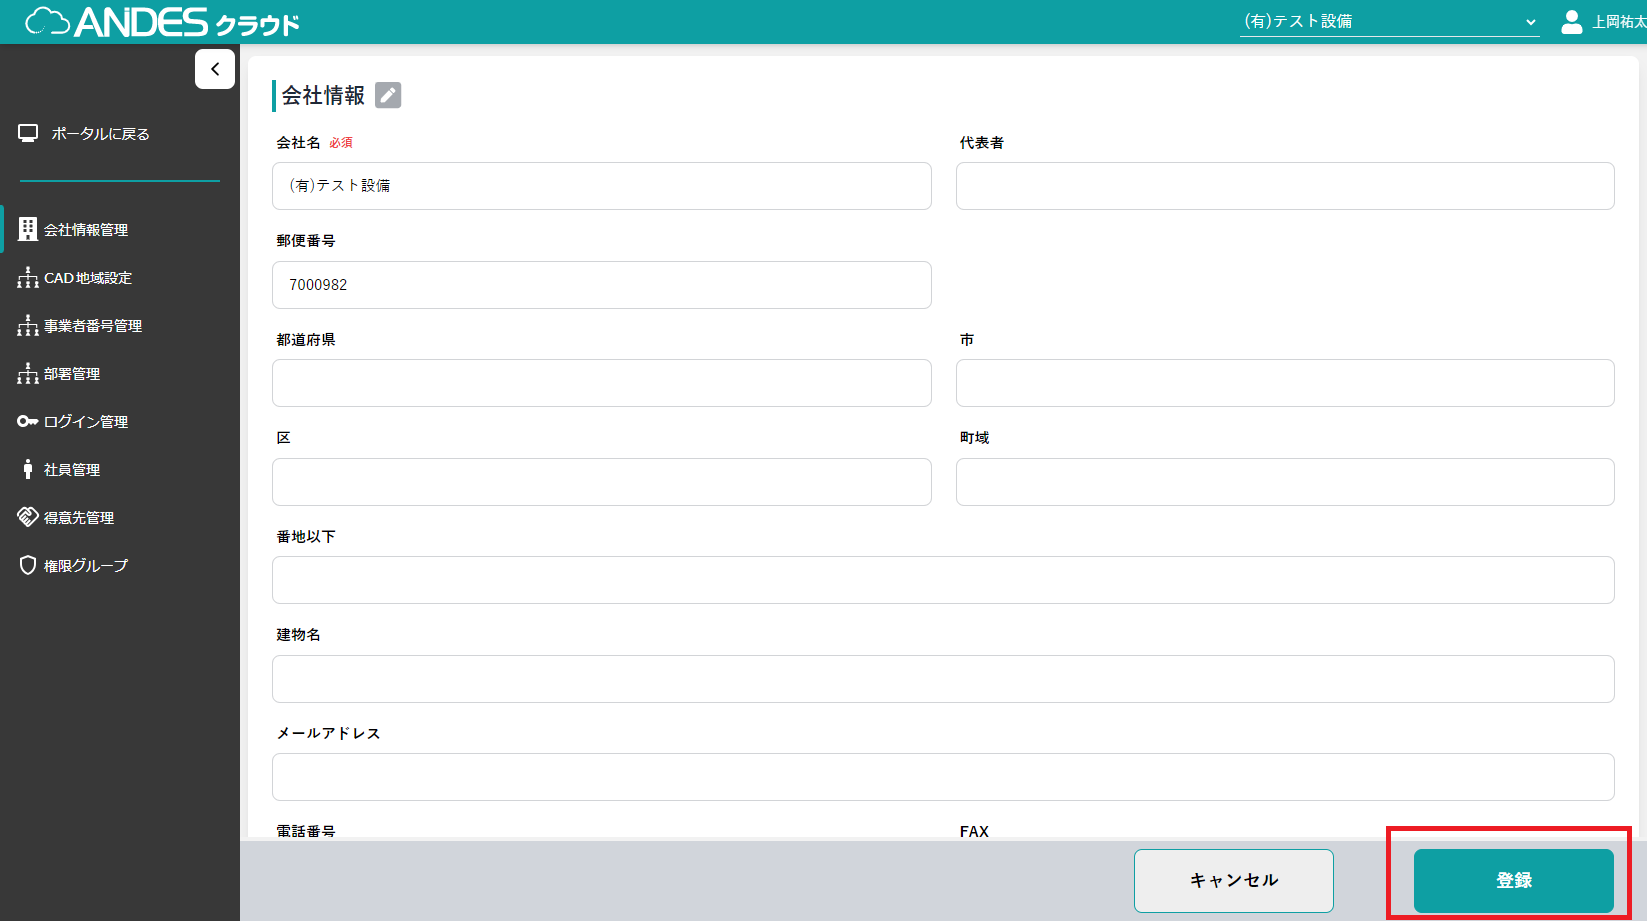 ANDES クラウド
(有)テスト設備
上岡祐太
ポータルに戻る
会社情報管理
CAD地域設定
事業者番号管理
部署管理
ログイン管理
社員管理
得意先管理
権限グループ
会社情報
会社名 必須
(有)テスト設備
代表者
郵便番号
7000982
都道府県
市
区
町域
番地以下
建物名
メールアドレス
電話番号
FAX
キャンセル
登録